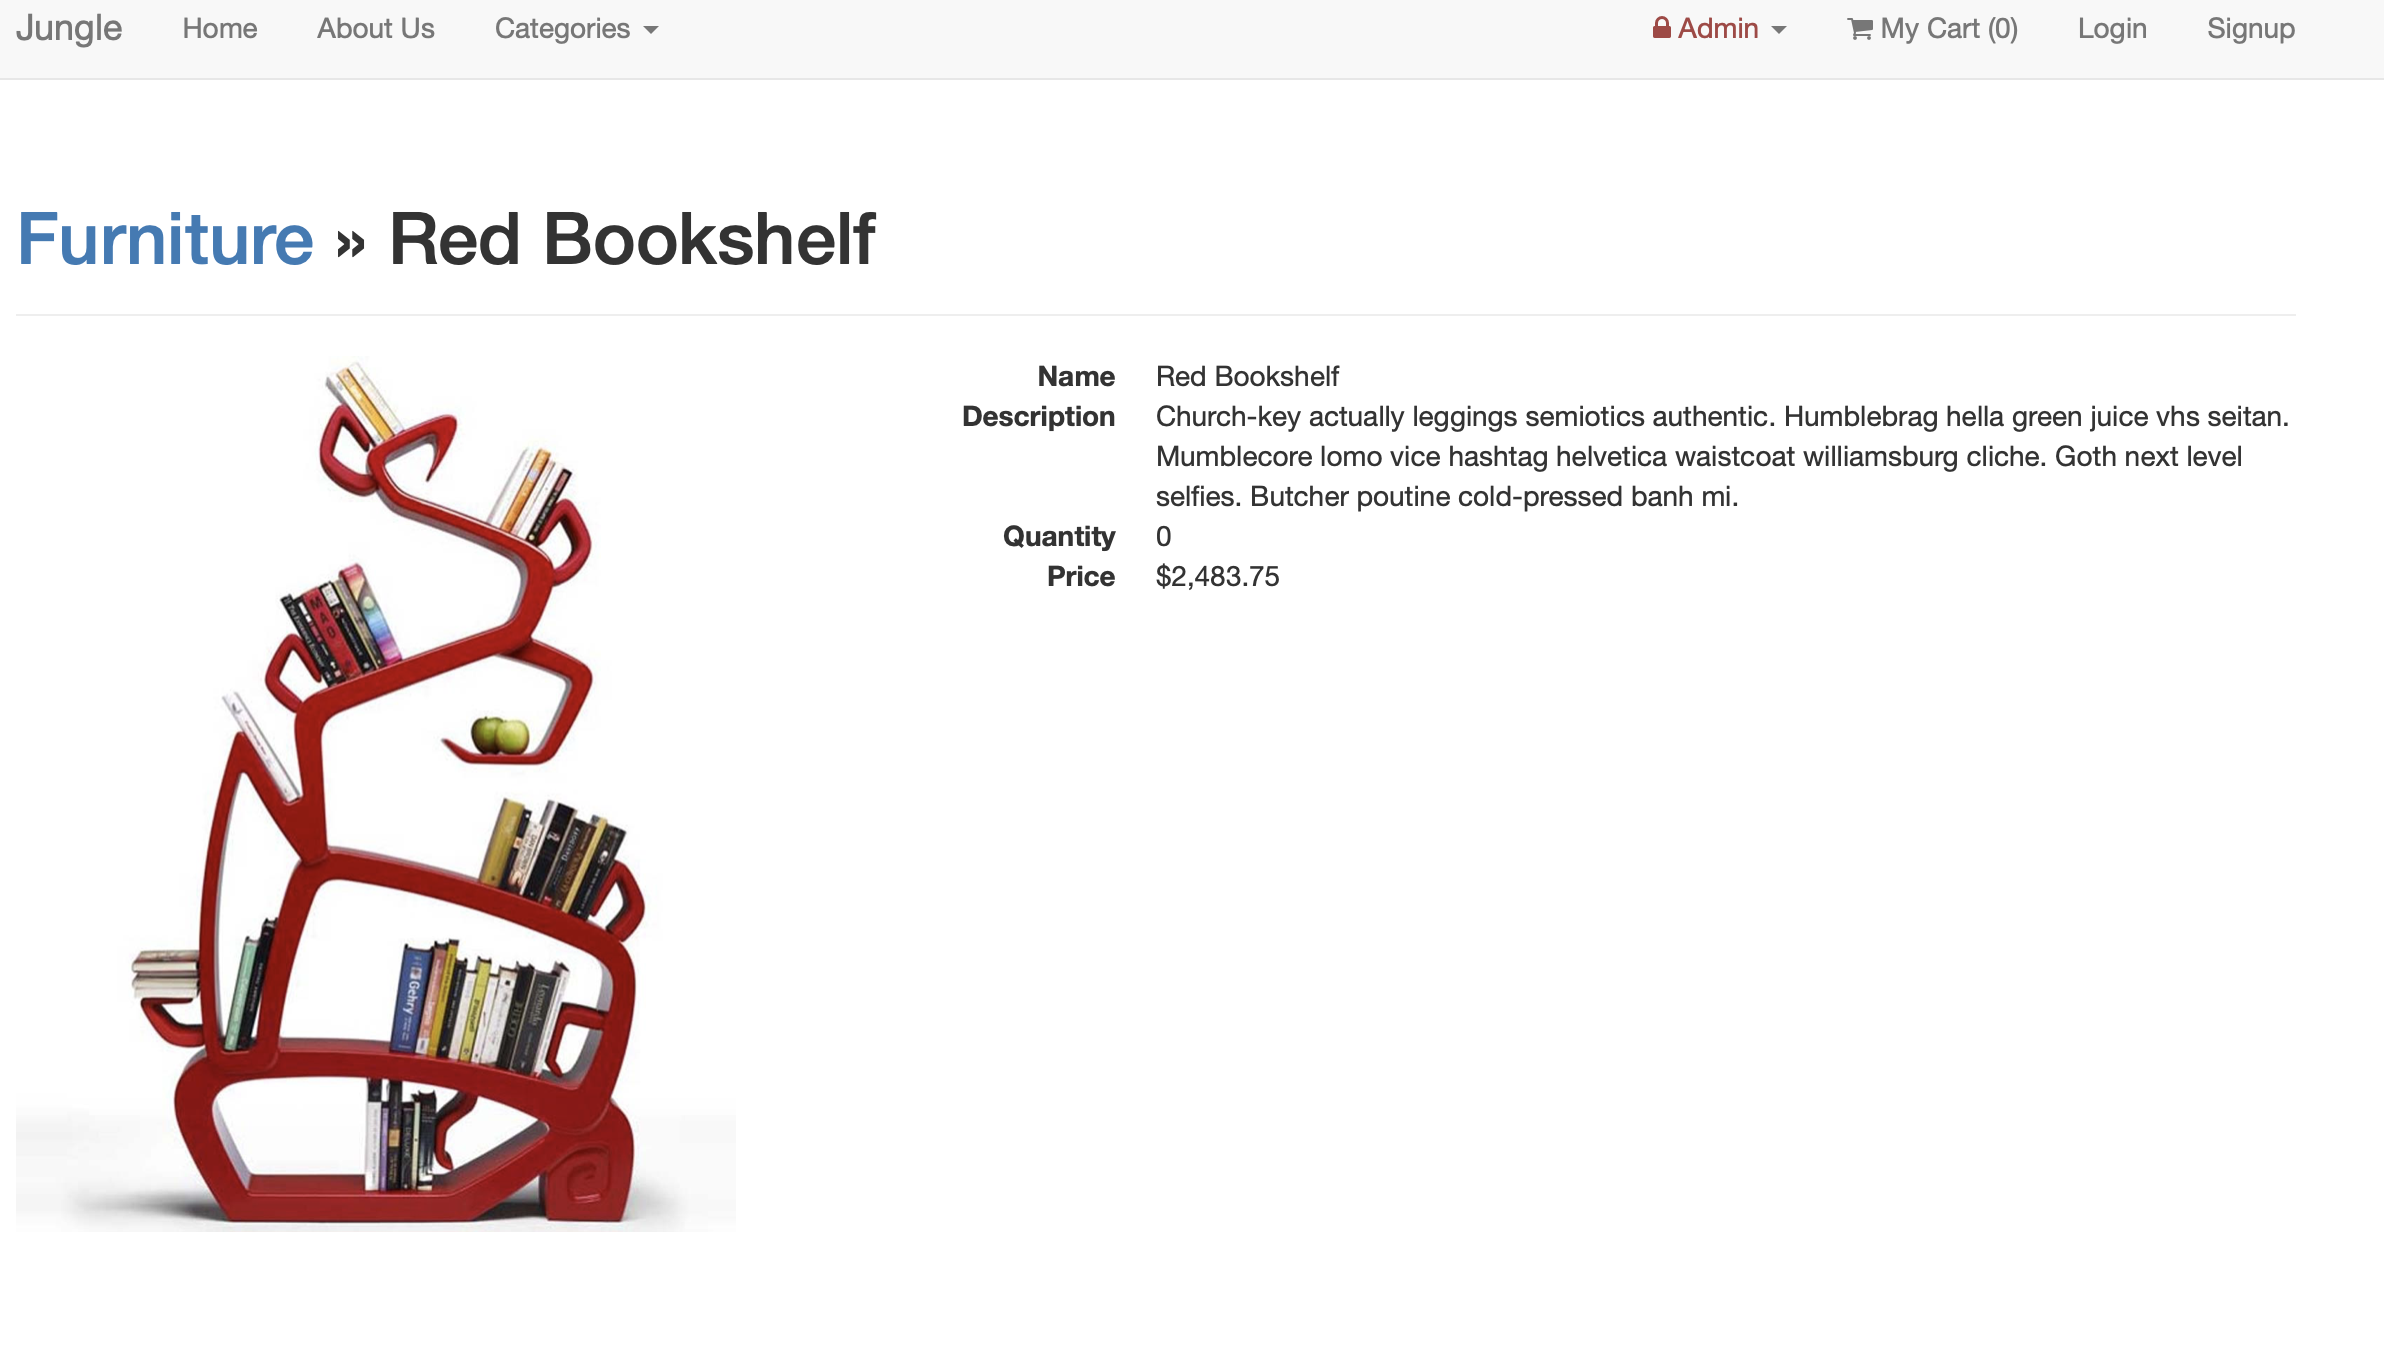 Jungle Home About Us Categories Admin My Cart (0) Login Signup
Furniture » Red Bookshelf
Name Red Bookshelf
Description Church-key actually leggings semiotics authentic. Humblebrag hella green juice vhs seitan.
Mumblecore lomo vice hashtag helvetica waistcoat williamsburg cliche. Goth next level
selfies. Butcher poutine cold-pressed banh mi.
Quantity 0
Price $2,483.75
MAD
Gehry